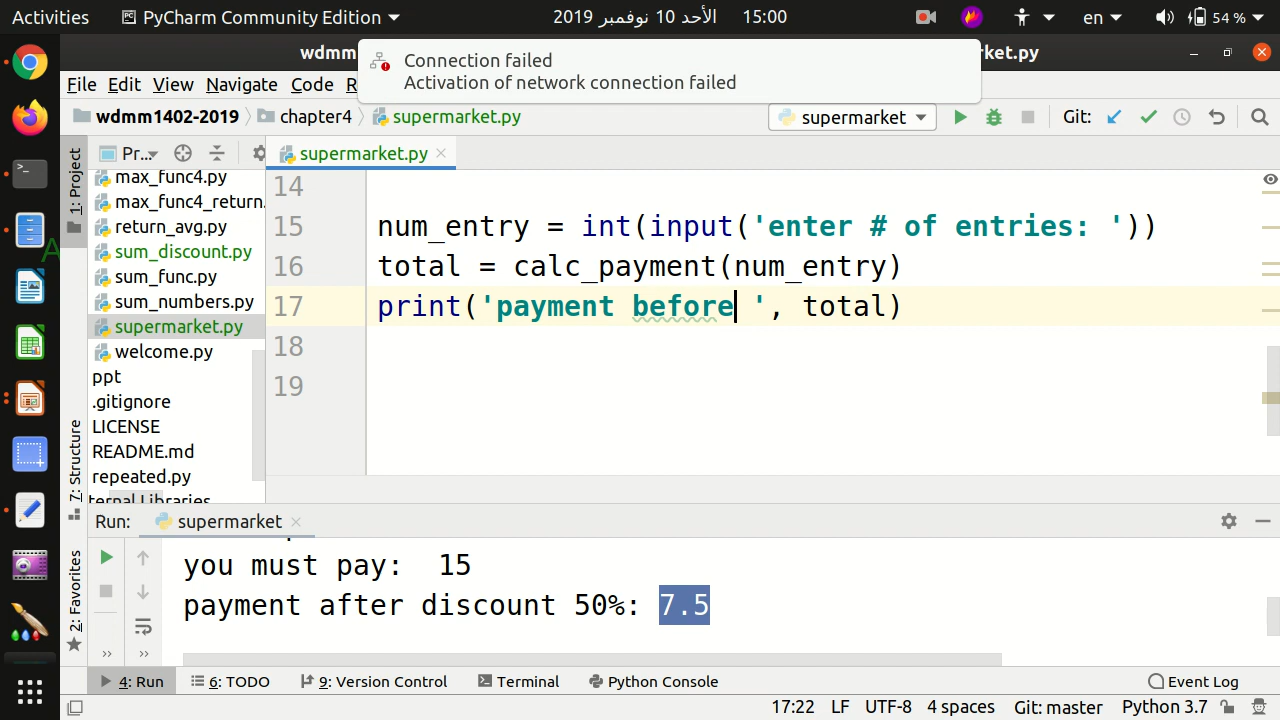 Activities PyCharm Community Edition 2019 الأحد 10 نوفمبر 15:00 en 54 %
wdmm ket.py
Connection failed
Activation of network connection failed
File Edit View Navigate Code R
wdmm1402-2019 chapter4 supermarket.py supermarket Git:
1: Project Pr... supermarket.py
max_func4.py
max_func4_return.
return_avg.py
sum_discount.py
sum_func.py
sum_numbers.py
supermarket.py
welcome.py
ppt
.gitignore
LICENSE
README.md
repeated.py
ternal Libraries
14
15 num_entry = int(input('enter # of entries: '))
16 total = calc_payment(num_entry)
17 print('payment before ', total)
18
19
7: Structure
2: Favorites
Run: supermarket
you must pay: 15
payment after discount 50%: 7.5
4: Run 6: TODO 9: Version Control Terminal Python Console Event Log
17:22 LF UTF-8 4 spaces Git: master Python 3.7